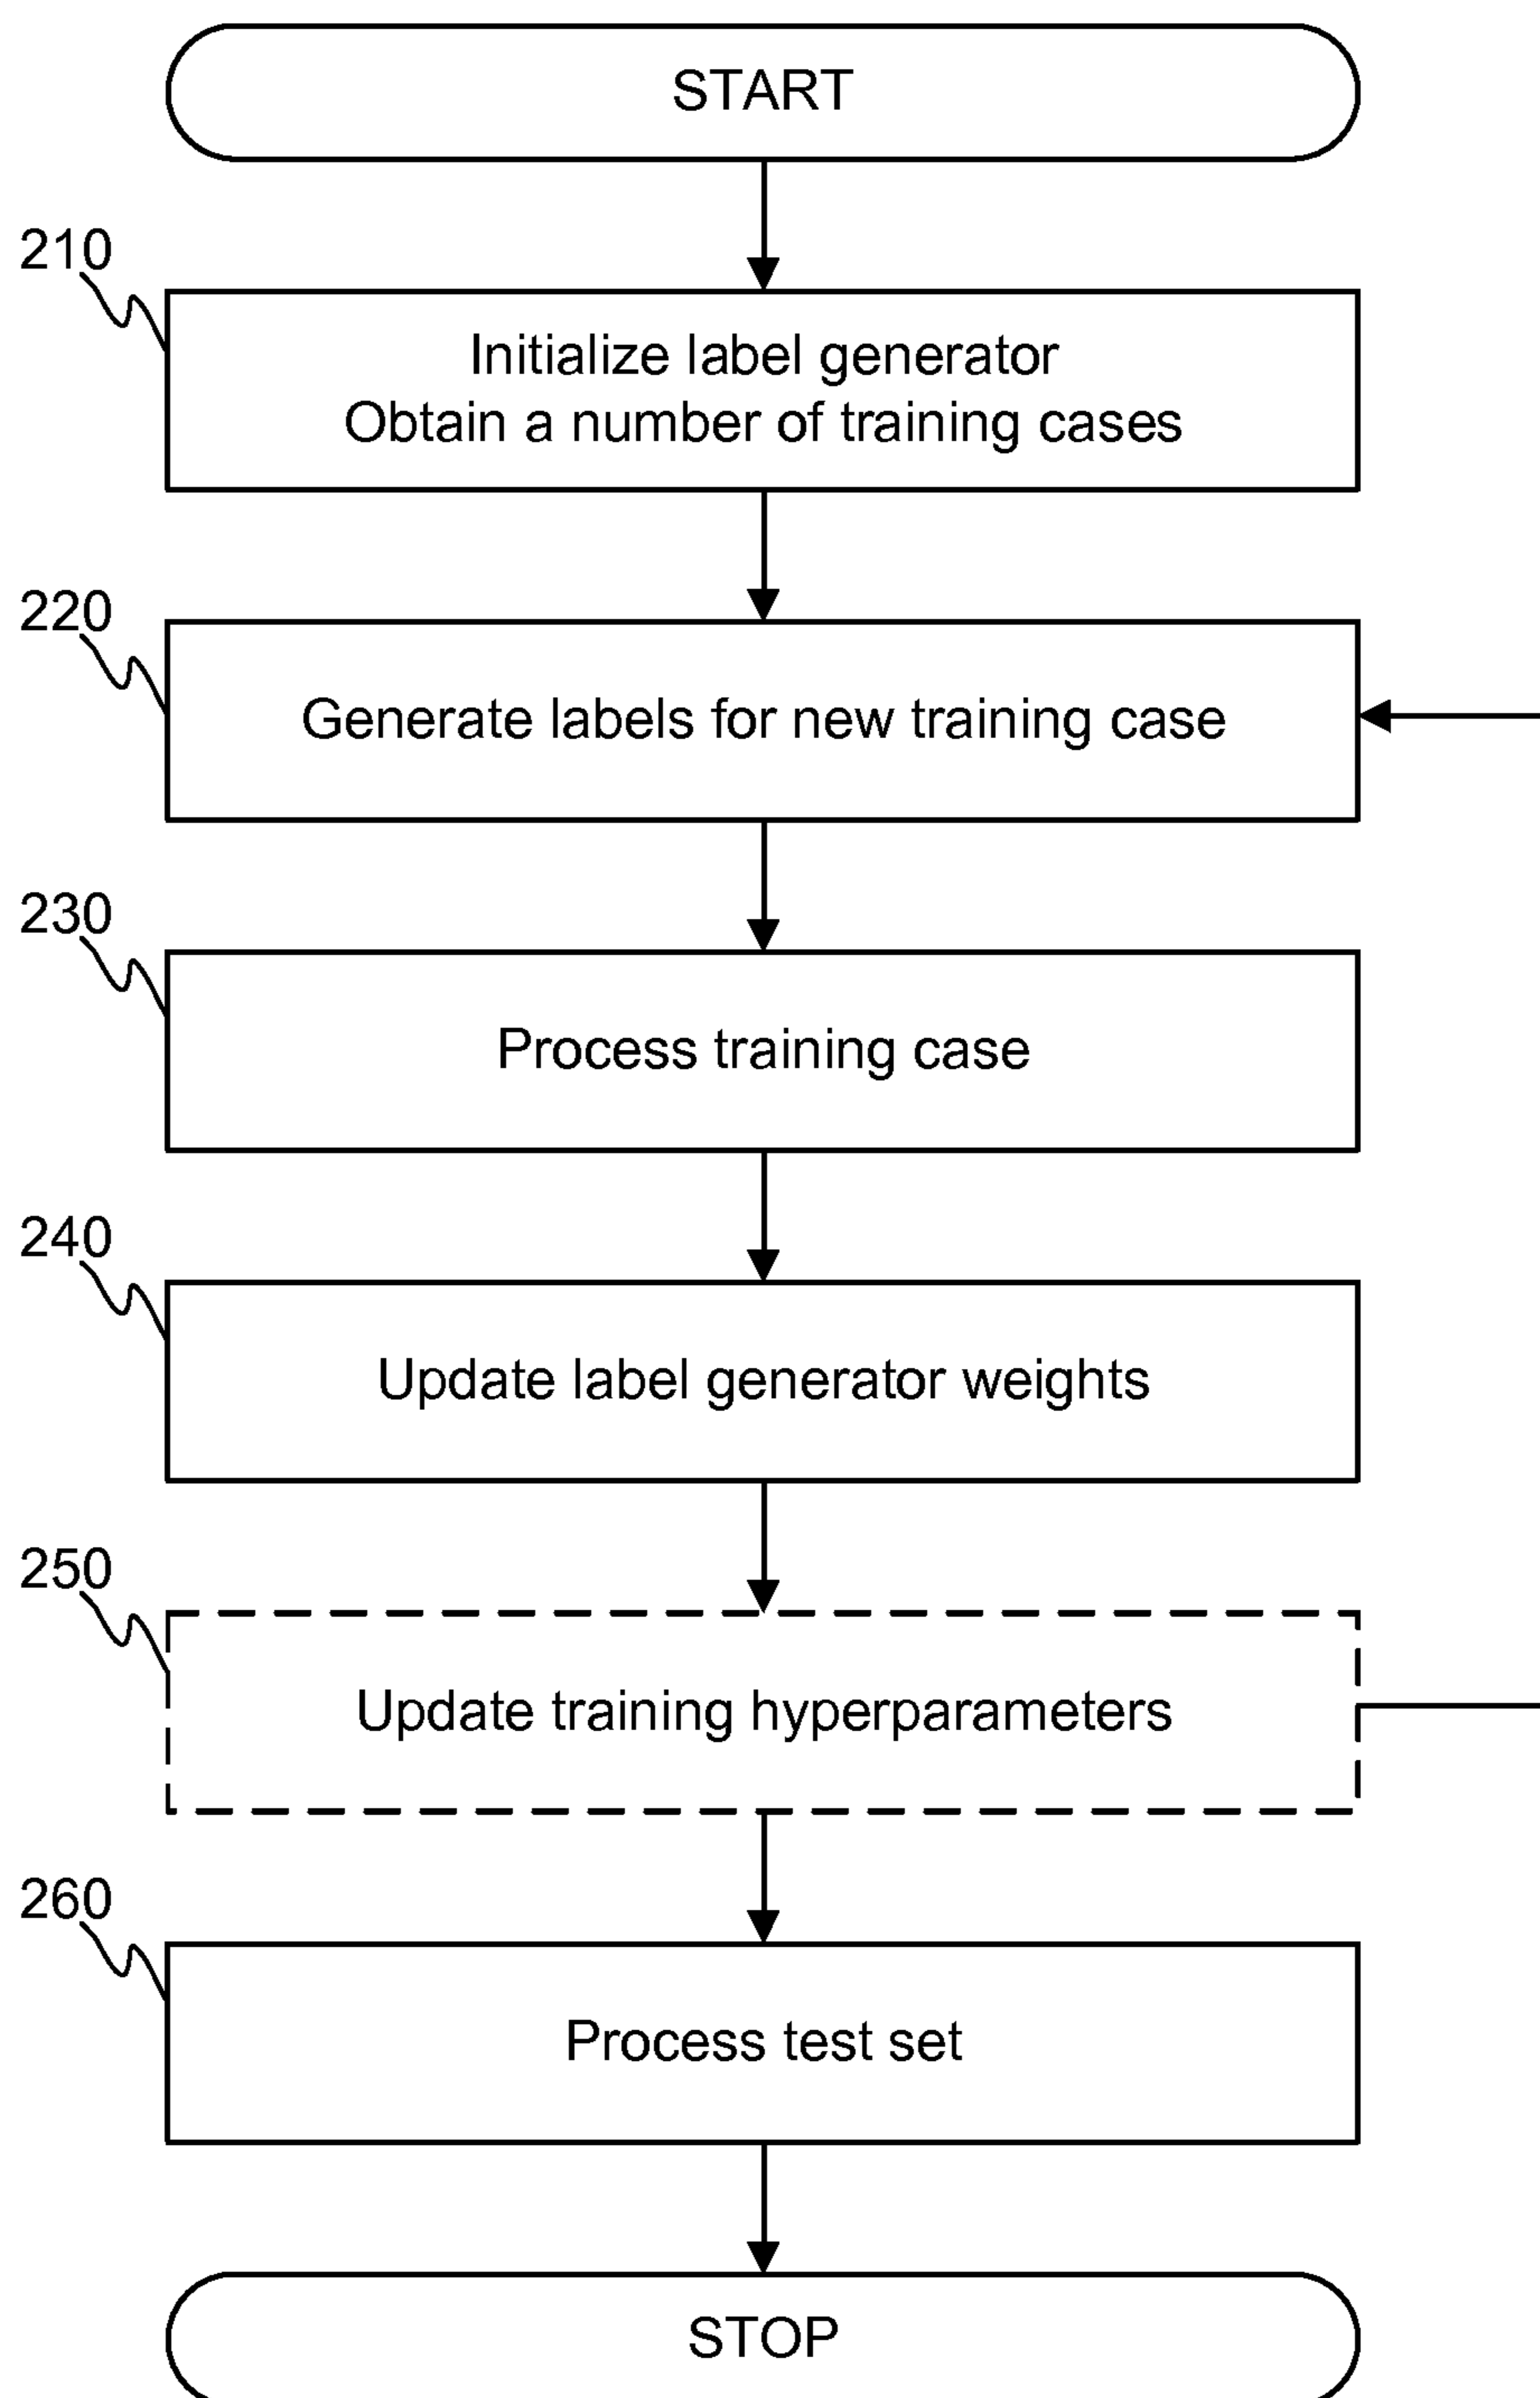 START
210
Initialize label generator
Obtain a number of training cases
220
Generate labels for new training case
230
Process training case
240
Update label generator weights
250
Update training hyperparameters
260
Process test set
STOP